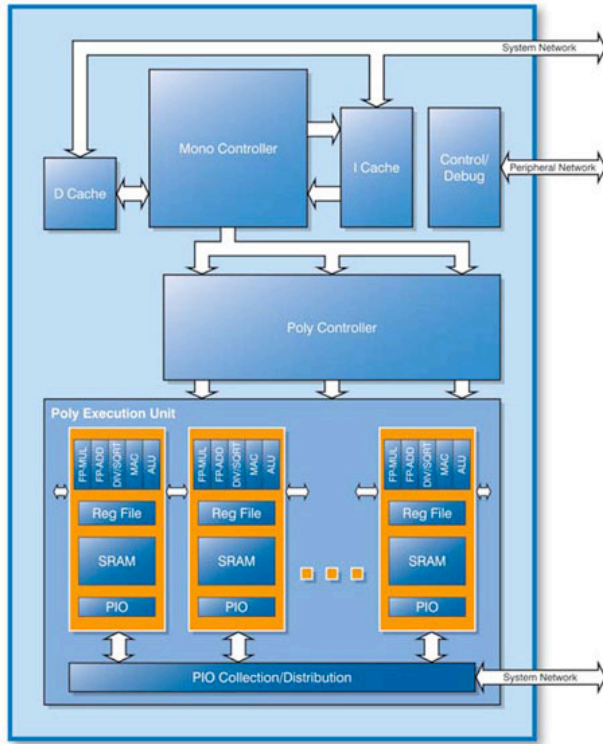 System Network
Mono Controller
I Cache
Control/
Debug
Peripheral Network
D Cache
Poly Controller
Poly Execution Unit
FP-MUL
FP-ADD
DIV/SQRT
MAC
ALU
FP-MUL
FP-ADD
DIV/SQRT
MAC
ALU
FP-MUL
FP-ADD
DIV/SQRT
MAC
ALU
Reg File
Reg File
Reg File
SRAM
SRAM
SRAM
PIO
PIO
PIO
PIO Collection/Distribution
System Network